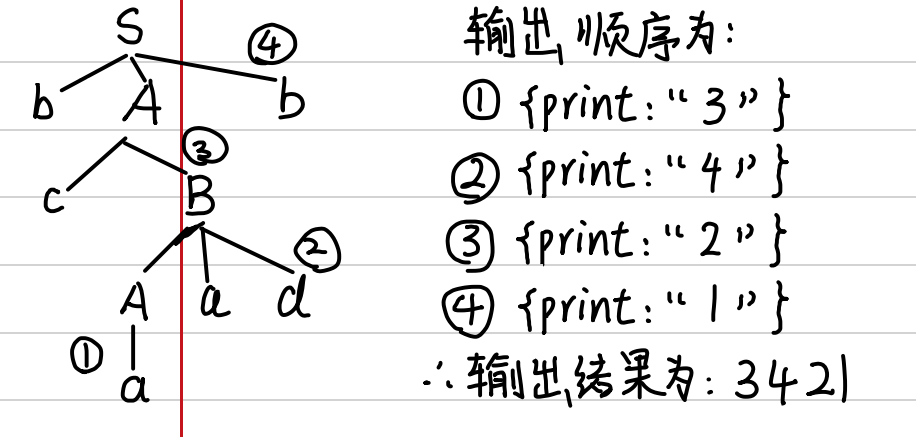 S
④
b A b
③
c B
②
A a d
①
a
输出顺序为:
① {print:“3”}
② {print:“4”}
③ {print:“2”}
④ {print:“1”}
∴输出结果为: 3421